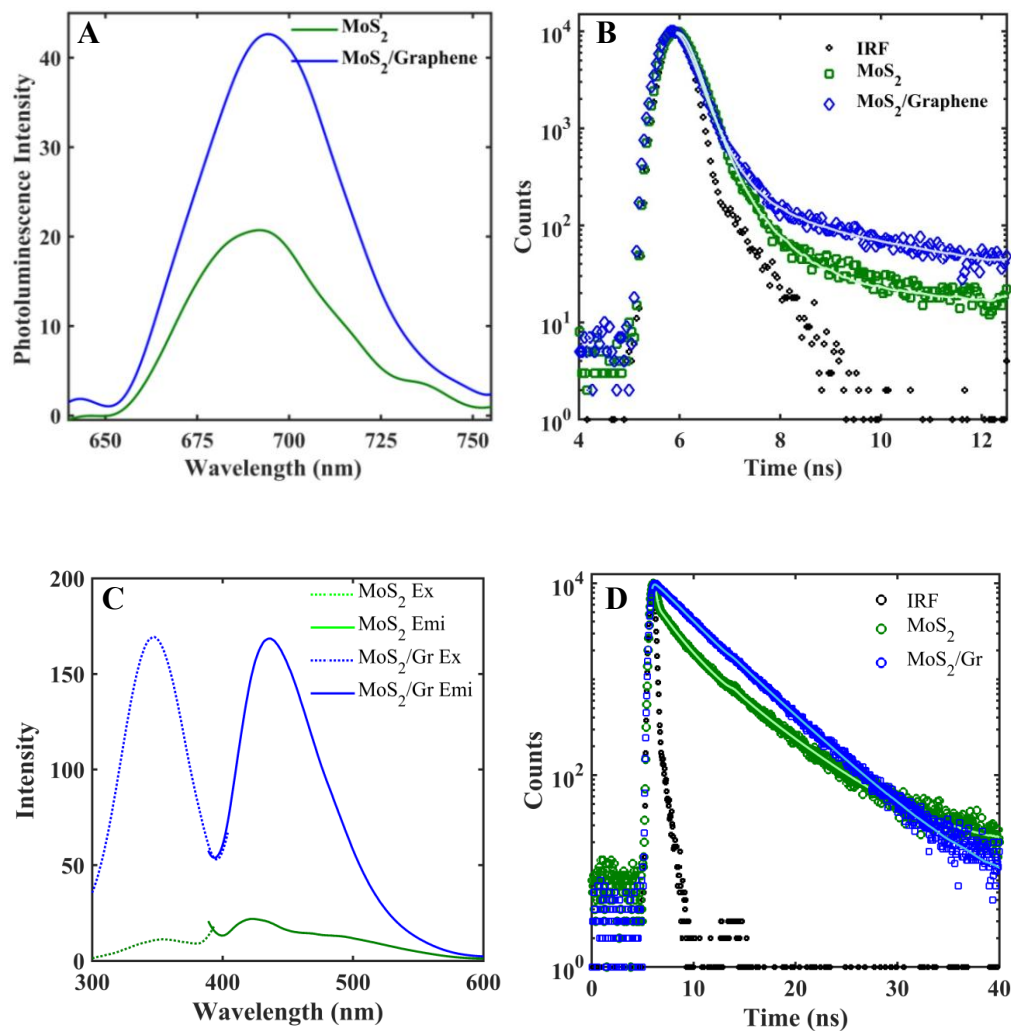 A
MoS2
MoS2/Graphene
40
30
20
10
0
650
675
700
725
750
Photoluminescence Intensity
Wavelength (nm)
B
IRF
MoS2
MoS2/Graphene
10^4
10^3
10^2
10^1
10^0
4
6
8
10
12
Counts
Time (ns)
C
MoS2 Ex
MoS2 Emi
MoS2/Gr Ex
MoS2/Gr Emi
200
150
100
50
0
300
400
500
600
Intensity
Wavelength (nm)
D
IRF
MoS2
MoS2/Gr
10^4
10^2
10^0
0
10
20
30
40
Counts
Time (ns)